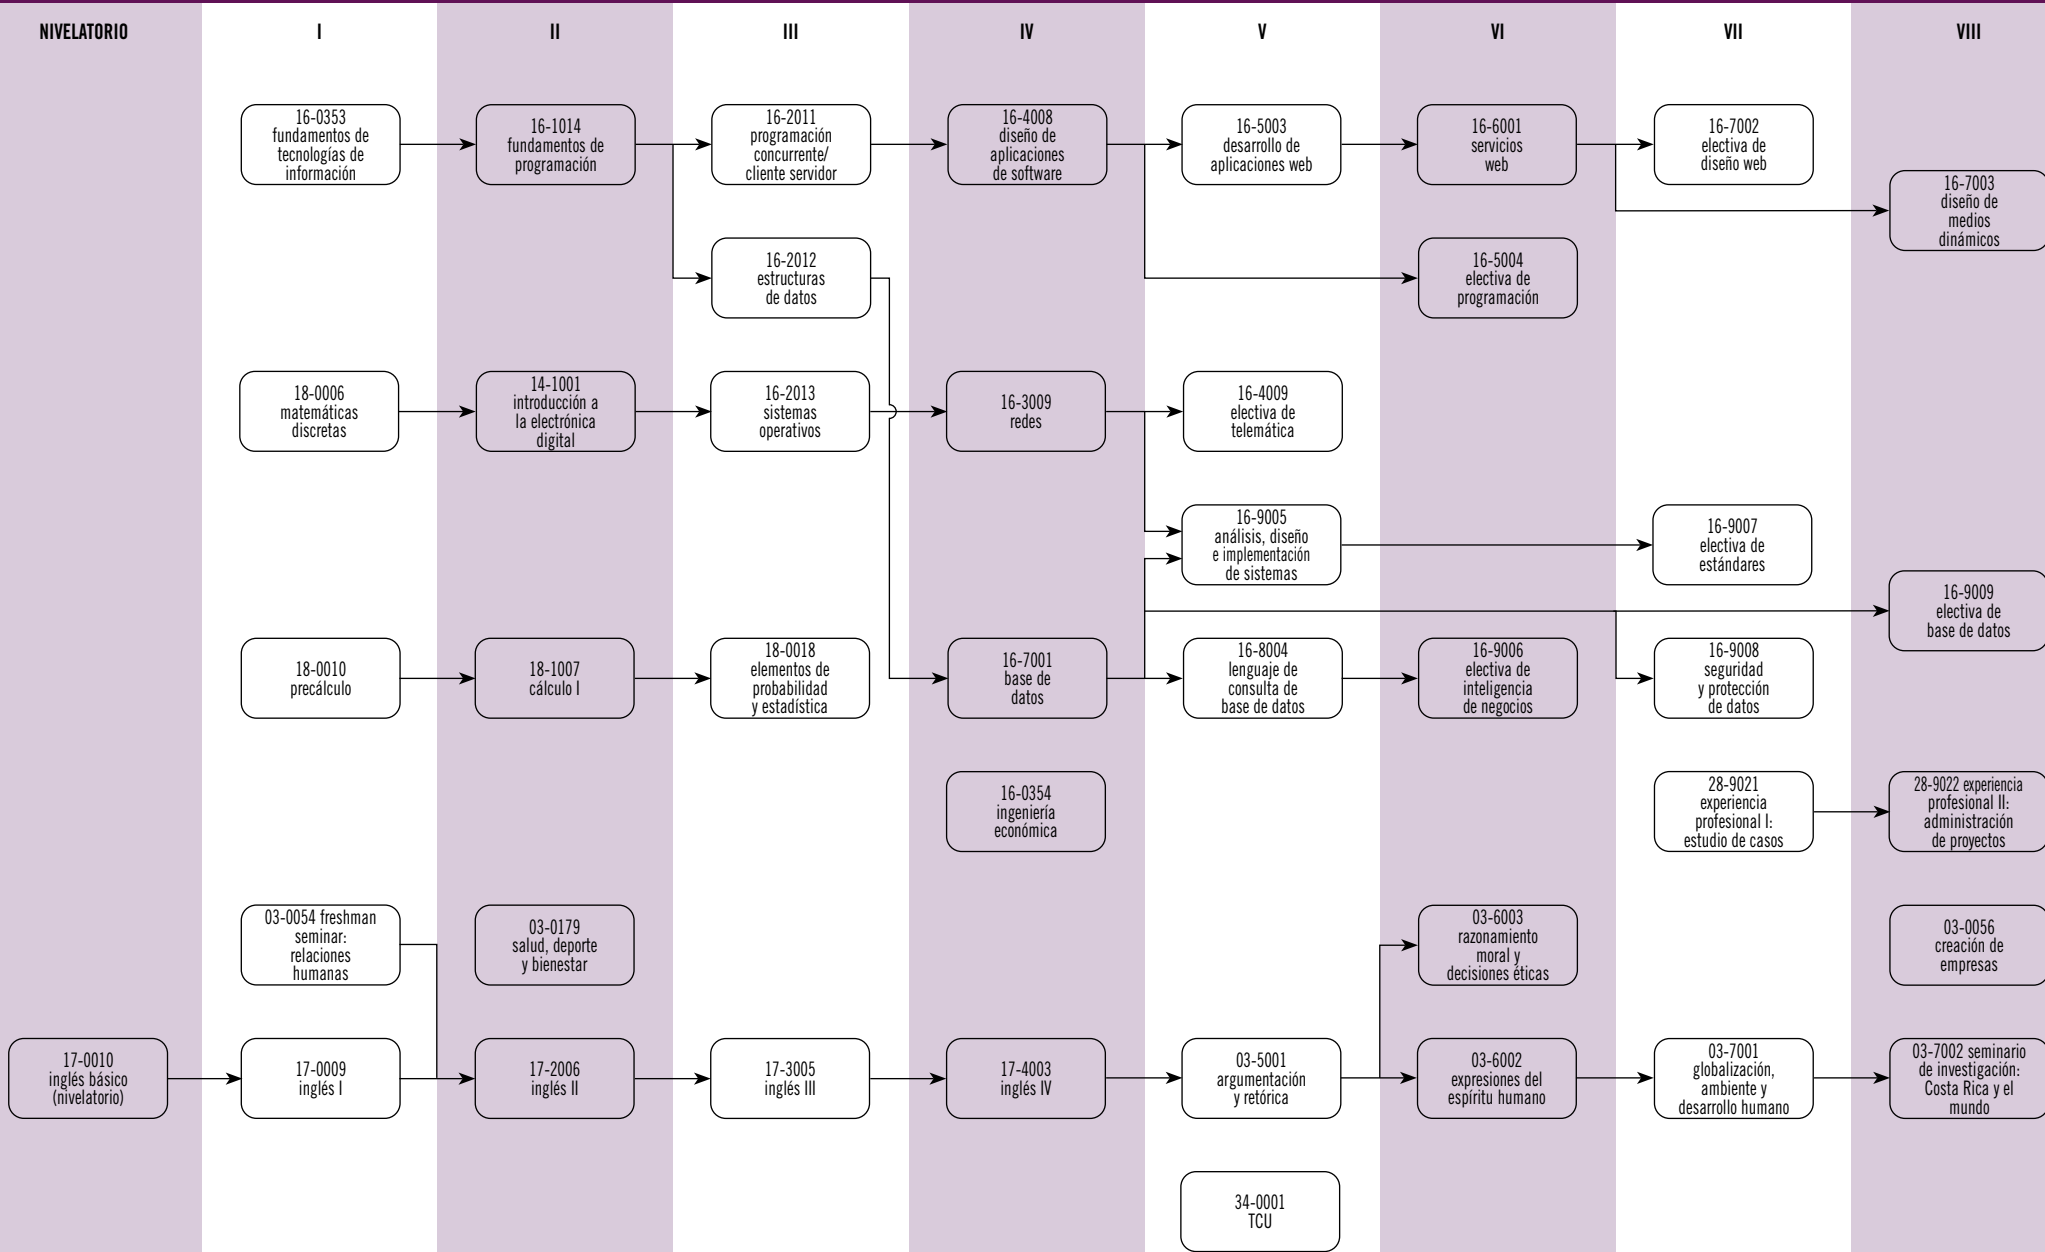 NIVELATORIO
I
II
III
IV
V
VI
VII
VIII
16-0353
fundamentos de
tecnologías de
información
16-1014
fundamentos de
programación
16-2011
programación
concurrente/
cliente servidor
16-4008
diseño de
aplicaciones
de software
16-5003
desarrollo de
aplicaciones web
16-6001
servicios
web
16-7002
electiva de
diseño web
16-7003
diseño de
medios
dinámicos
16-2012
estructuras
de datos
16-5004
electiva de
programación
18-0006
matemáticas
discretas
14-1001
introducción a
la electrónica
digital
16-2013
sistemas
operativos
16-3009
redes
16-4009
electiva de
telemática
16-9005
análisis, diseño
e implementación
de sistemas
16-9007
electiva de
estándares
16-9009
electiva de
base de datos
18-0010
precálculo
18-1007
cálculo I
18-0018
elementos de
probabilidad
y estadística
16-7001
base de
datos
16-8004
lenguaje de
consulta de
base de datos
16-9006
electiva de
inteligencia
de negocios
16-9008
seguridad
y protección
de datos
16-0354
ingeniería
económica
28-9021
experiencia
profesional I:
estudio de casos
28-9022 experiencia
profesional II:
administración
de proyectos
03-0054 freshman
seminar:
relaciones
humanas
03-0179
salud, deporte
y bienestar
03-6003
razonamiento
moral y
decisiones éticas
03-0056
creación de
empresas
17-0010
inglés básico
(nivelatorio)
17-0009
inglés I
17-2006
inglés II
17-3005
inglés III
17-4003
inglés IV
03-5001
argumentación
y retórica
03-6002
expresiones del
espíritu humano
03-7001
globalización,
ambiente y
desarrollo humano
03-7002 seminario
de investigación:
Costa Rica y el
mundo
34-0001
TCU